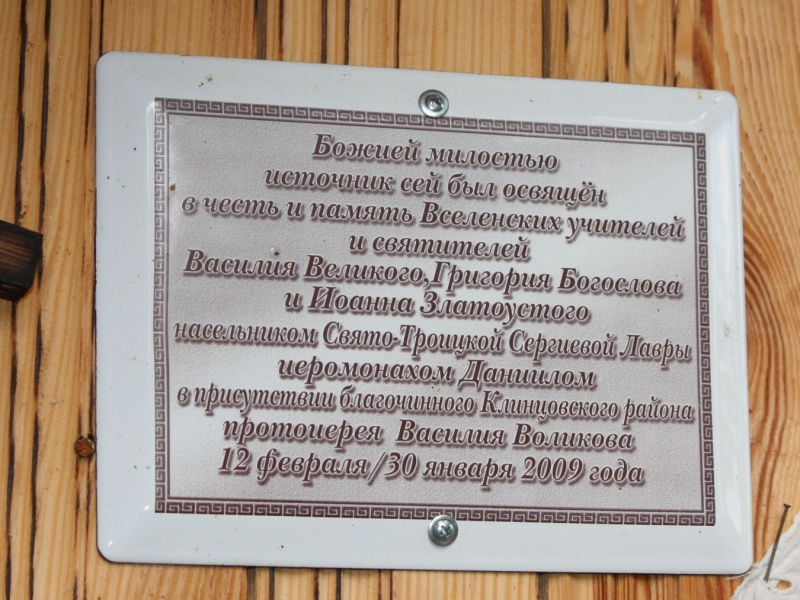 Божией милостью
источник сей был освящён
в честь и память Вселенских учителей
и святителей
Василия Великого,Григория Богослова
и Иоанна Златоустого
насельником Свято-Троицкой Сергиевой Лавры
иеромонахом Даниилом
в присутствии благочинного Клинцовского района
протоиерея Василия Воликова
12 февраля/30 января 2009 года